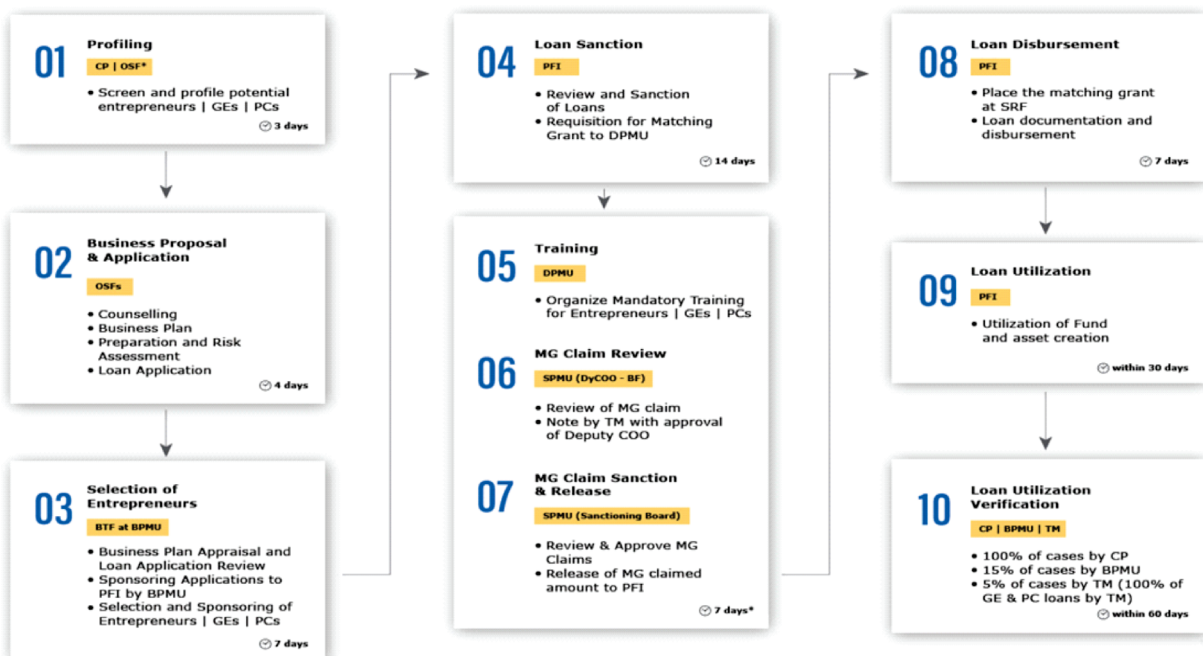 01
Profiling
CP | OSF*
• Screen and profile potential
entrepreneurs | GEs | PCs
3 days
02
Business Proposal
& Application
OSFs
• Counselling
• Business Plan
• Preparation and Risk
Assessment
• Loan Application
4 days
03
Selection of
Entrepreneurs
BTF at BPMU
• Business Plan Appraisal and
Loan Application Review
• Sponsoring Applications to
PFI by BPMU
• Selection and Sponsoring of
Entrepreneurs | GEs | PCs
7 days
04
Loan Sanction
PFI
• Review and Sanction
of Loans
• Requisition for Matching
Grant to DPMU
14 days
05
Training
DPMU
• Organize Mandatory Training
for Entrepreneurs | GEs | PCs
06
MG Claim Review
SPMU (DyCOO - BF)
• Review of MG claim
• Note by TM with approval
of Deputy COO
07
MG Claim Sanction
& Release
SPMU (Sanctioning Board)
• Review & Approve MG
Claims
• Release of MG claimed
amount to PFI
7 days*
08
Loan Disbursement
PFI
• Place the matching grant
at SRF
• Loan documentation and
disbursement
7 days
09
Loan Utilization
PFI
• Utilization of Fund
and asset creation
within 30 days
10
Loan Utilization
Verification
CP | BPMU | TM
• 100% of cases by CP
• 15% of cases by BPMU
• 5% of cases by TM (100% of
GE & PC loans by TM)
within 60 days